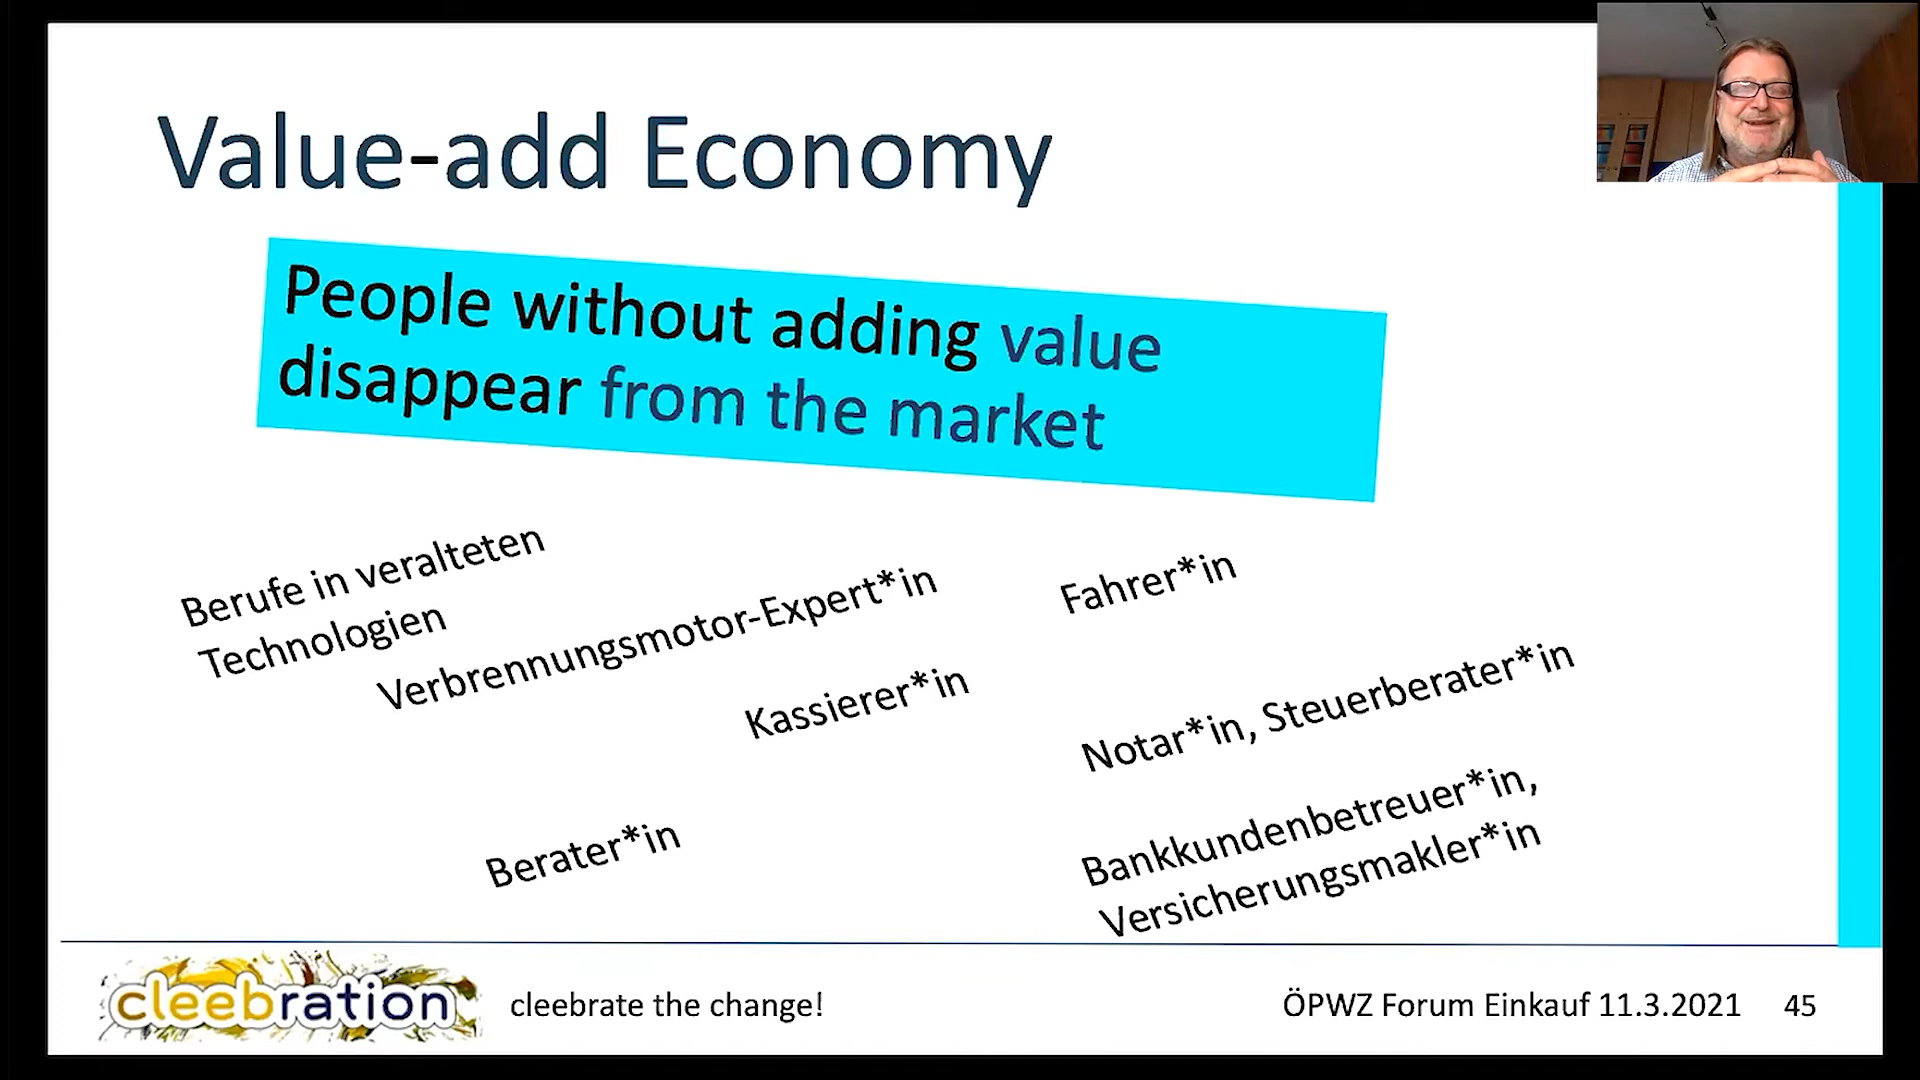 Value-add Economy
People without adding value
disappear from the market
Berufe in veralteten
Technologien
Verbrennungsmotor-Expert*in
Fahrer*in
Kassierer*in
Notar*in, Steuerberater*in
Berater*in
Bankkundenbetreuer*in,
Versicherungsmakler*in
cleebration
cleebrate the change!
ÖPWZ Forum Einkauf 11.3.2021
45